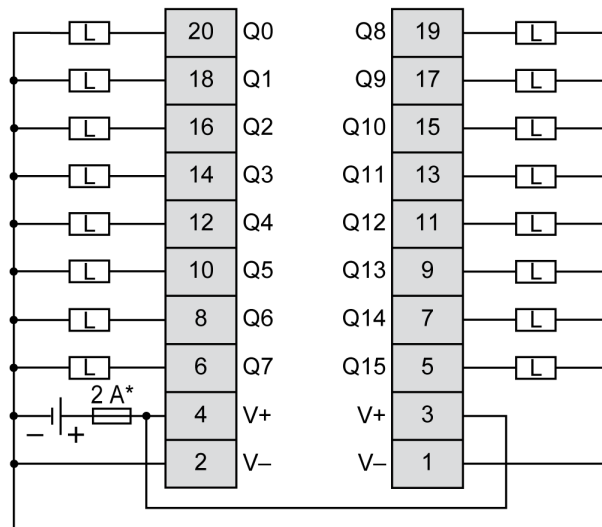 L 20 Q0 Q8 19 L
L 18 Q1 Q9 17 L
L 16 Q2 Q10 15 L
L 14 Q3 Q11 13 L
L 12 Q4 Q12 11 L
L 10 Q5 Q13 9 L
L 8 Q6 Q14 7 L
L 6 Q7 Q15 5 L
2 A*
– + 4 V+ V+ 3
2 V– V– 1